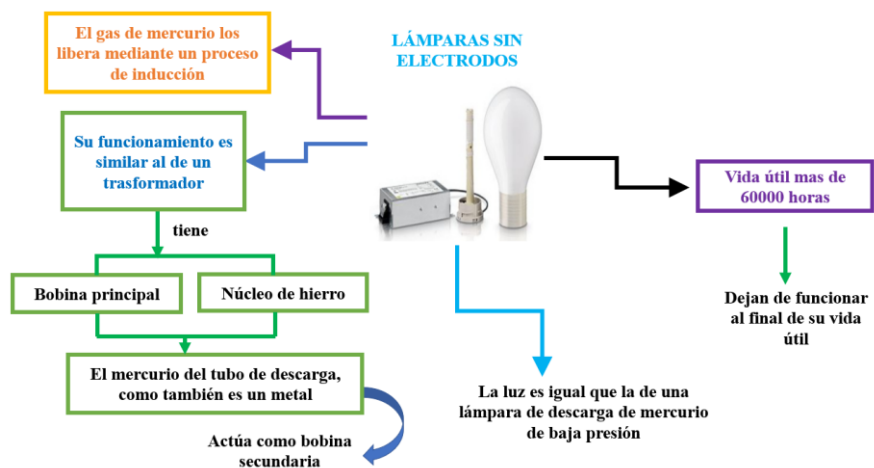 LÁMPARAS SIN
ELECTRODOS
El gas de mercurio los
libera mediante un proceso
de inducción
Su funcionamiento es
similar al de un
trasformador
tiene
Bobina principal
Núcleo de hierro
El mercurio del tubo de descarga,
como también es un metal
Actúa como bobina
secundaria
La luz es igual que la de una
lámpara de descarga de mercurio
de baja presión
Vida útil mas de
60000 horas
Dejan de funcionar
al final de su vida
útil